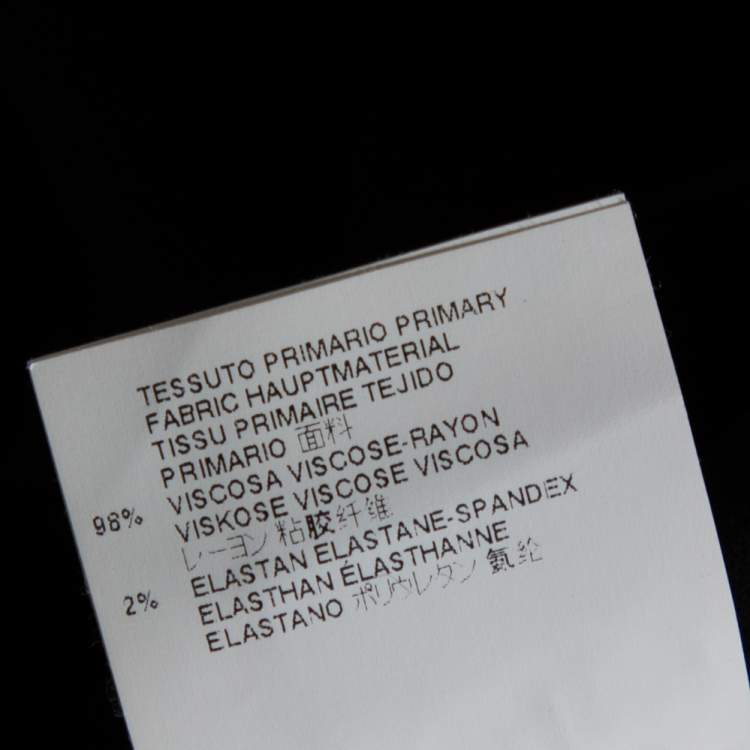 TESSUTO PRIMARIO PRIMARY
FABRIC HAUPTMATERIAL
TISSU PRIMAIRE TEJIDO
PRIMARIO 面料
98% VISCOSA VISCOSE-RAYON
VISKOSE VISCOSE VISCOSA
レーヨン 粘胶纤维
2% ELASTAN ELASTANE-SPANDEX
ELASTHAN ÉLASTHANNE
ELASTANO ポリウレタン 氨纶